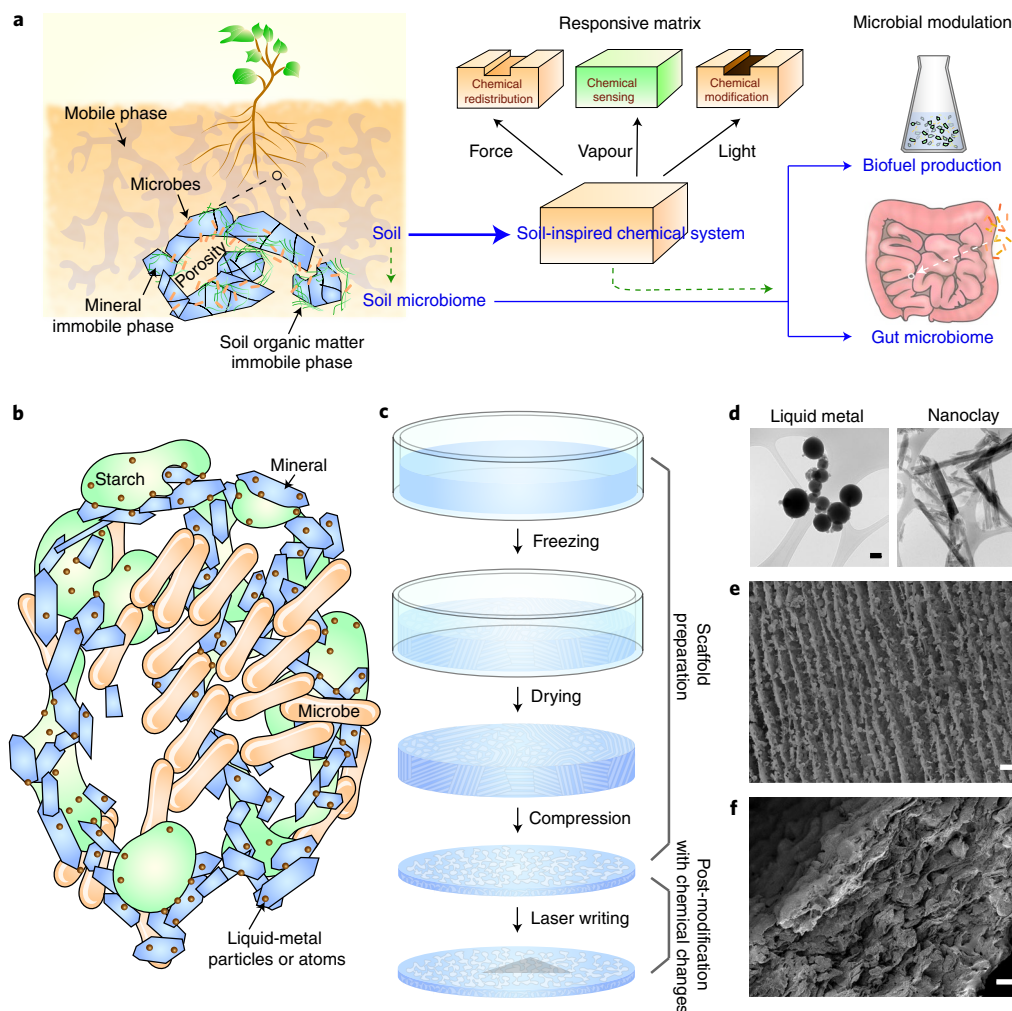 a
Responsive matrix
Microbial modulation
Chemical
redistribution
Chemical
sensing
Chemical
modification
Mobile phase
Force
Vapour
Light
Microbes
Biofuel production
Porosity
Soil
Soil-inspired chemical system
Mineral
immobile phase
Soil microbiome
Soil organic matter
immobile phase
Gut microbiome
b
Starch
Mineral
Microbe
Liquid-metal
particles or atoms
c
Freezing
Drying
Compression
Laser writing
Scaffold
preparation
Post-modification
with chemical changes
d
Liquid metal
Nanoclay
e
f